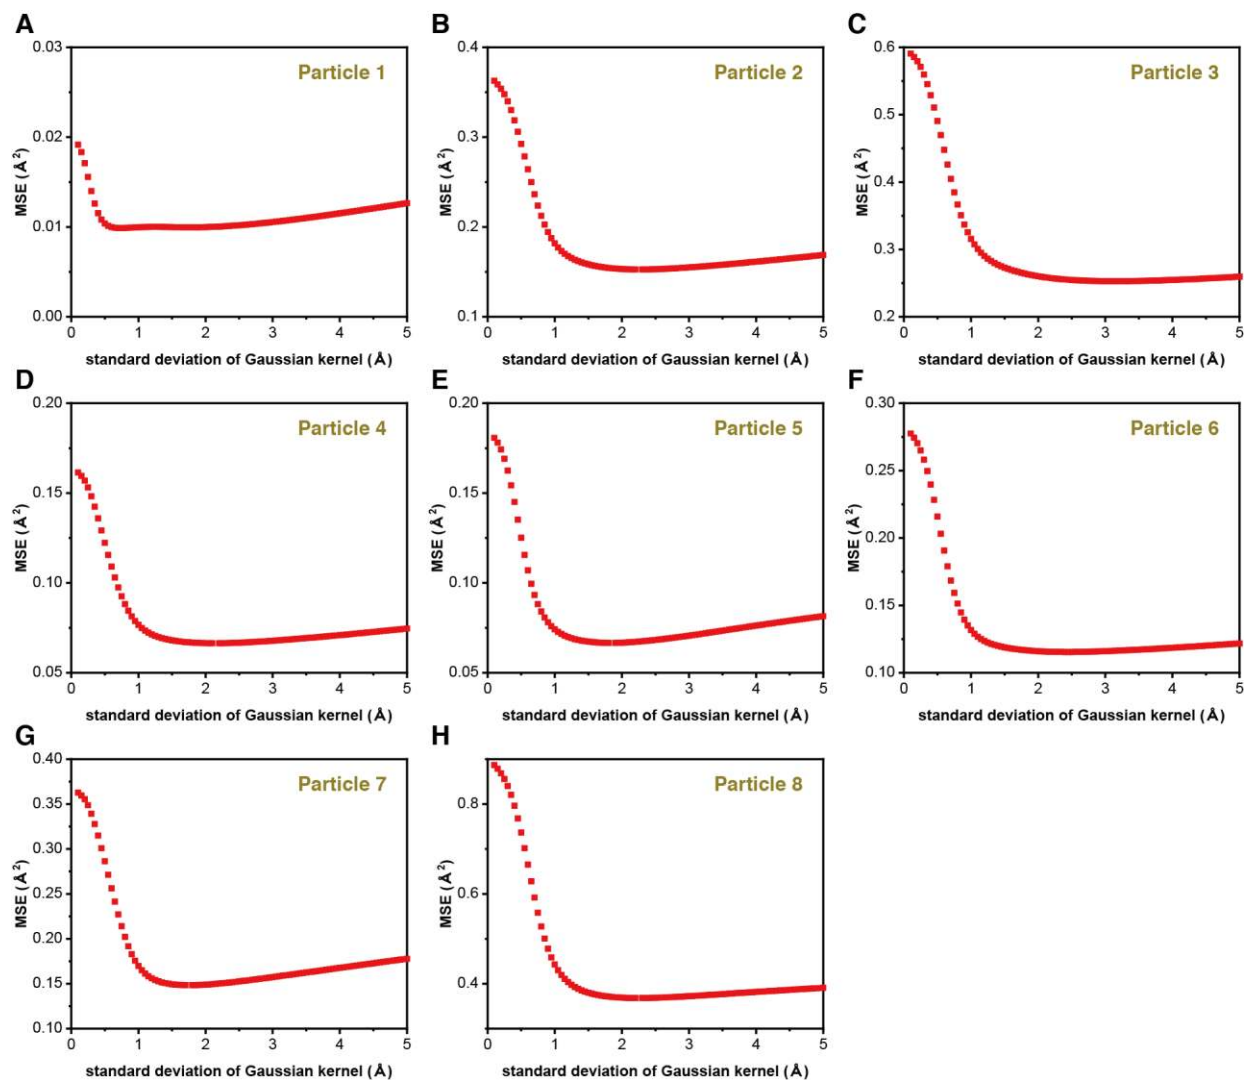 A
Particle 1
MSE (Å²)
0.03
0.02
0.01
0.00
0 1 2 3 4 5
standard deviation of Gaussian kernel (Å)
B
Particle 2
MSE (Å²)
0.4
0.3
0.2
0.1
0 1 2 3 4 5
standard deviation of Gaussian kernel (Å)
C
Particle 3
MSE (Å²)
0.6
0.5
0.4
0.3
0.2
0 1 2 3 4 5
standard deviation of Gaussian kernel (Å)
D
Particle 4
MSE (Å²)
0.20
0.15
0.10
0.05
0 1 2 3 4 5
standard deviation of Gaussian kernel (Å)
E
Particle 5
MSE (Å²)
0.20
0.15
0.10
0.05
0 1 2 3 4 5
standard deviation of Gaussian kernel (Å)
F
Particle 6
MSE (Å²)
0.30
0.25
0.20
0.15
0.10
0 1 2 3 4 5
standard deviation of Gaussian kernel (Å)
G
Particle 7
MSE (Å²)
0.40
0.35
0.30
0.25
0.20
0.15
0.10
0 1 2 3 4 5
standard deviation of Gaussian kernel (Å)
H
Particle 8
MSE (Å²)
0.8
0.6
0.4
0 1 2 3 4 5
standard deviation of Gaussian kernel (Å)